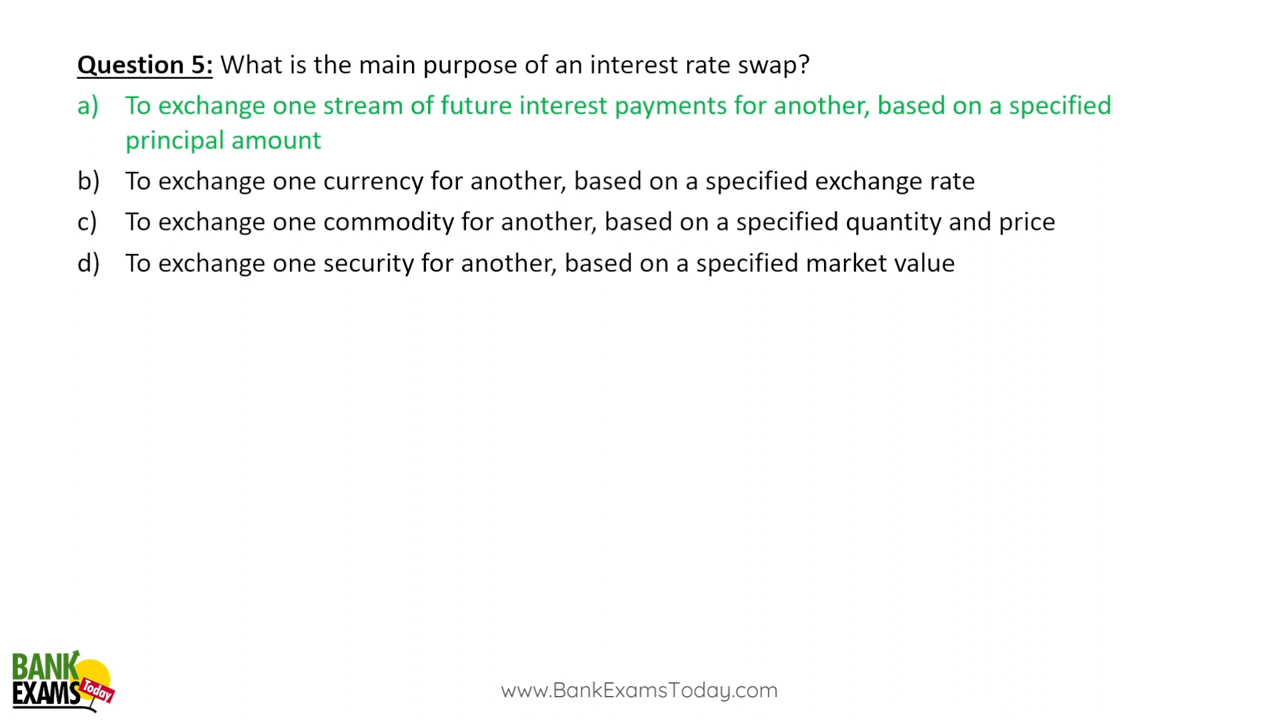 Question 5: What is the main purpose of an interest rate swap?
a) To exchange one stream of future interest payments for another, based on a specified
principal amount
b) To exchange one currency for another, based on a specified exchange rate
c) To exchange one commodity for another, based on a specified quantity and price
d) To exchange one security for another, based on a specified market value
BANK
EXAMS Today
www.BankExamsToday.com